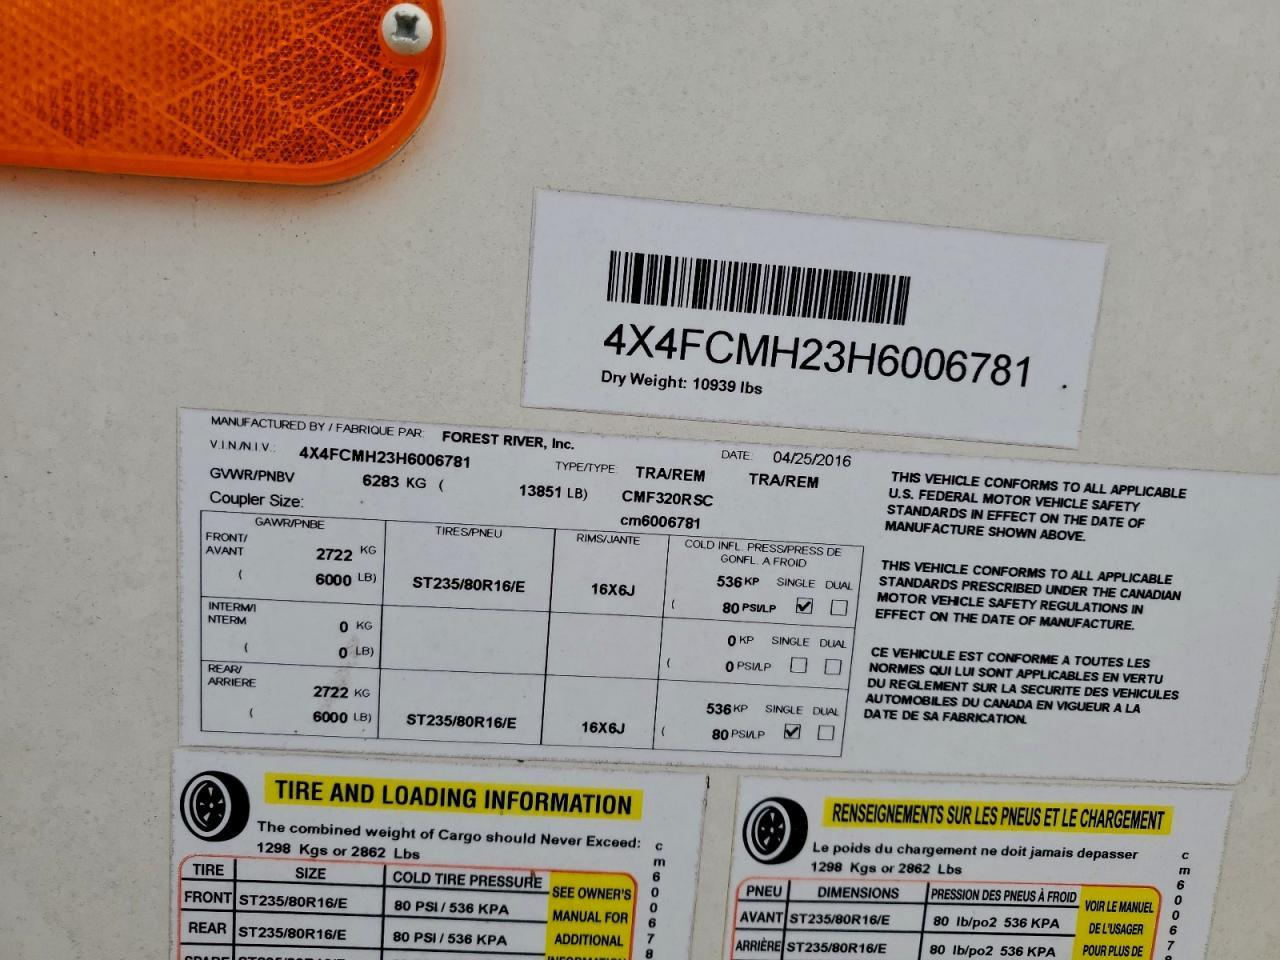 4X4FCMH23H6006781
Dry Weight: 10939 lbs
MANUFACTURED BY / FABRIQUE PAR: FOREST RIVER, Inc.
DATE: 04/25/2016
V.I.N./N.I.V.: 4X4FCMH23H6006781
TYPE/TYPE: TRA/REM TRA/REM
GVWR/PNBV 6283 KG ( 13851 LB) CMF320RSC
Coupler Size: cm6006781
GAWR/PNBE TIRES/PNEU RIMS/JANTE COLD INFL. PRESS/PRESS DE GONFL. A FROID
FRONT/ AVANT 2722 KG
( 6000 LB) ST235/80R16/E 16X6J 536 KP SINGLE DUAL
( 80 PSI/LP
INTERM/I NTERM 0 KG 0 KP SINGLE DUAL
( 0 LB) ( 0 PSI/LP
REAR/ ARRIERE 2722 KG 536 KP SINGLE DUAL
( 6000 LB) ST235/80R16/E 16X6J ( 80 PSI/LP
THIS VEHICLE CONFORMS TO ALL APPLICABLE
U.S. FEDERAL MOTOR VEHICLE SAFETY
STANDARDS IN EFFECT ON THE DATE OF
MANUFACTURE SHOWN ABOVE.
THIS VEHICLE CONFORMS TO ALL APPLICABLE
STANDARDS PRESCRIBED UNDER THE CANADIAN
MOTOR VEHICLE SAFETY REGULATIONS IN
EFFECT ON THE DATE OF MANUFACTURE.
CE VEHICULE EST CONFORME A TOUTES LES
NORMES QUI LUI SONT APPLICABLES EN VERTU
DU REGLEMENT SUR LA SECURITE DES VEHICULES
AUTOMOBILES DU CANADA EN VIGUEUR A LA
DATE DE SA FABRICATION.
TIRE AND LOADING INFORMATION
The combined weight of Cargo should Never Exceed:
1298 Kgs or 2862 Lbs
TIRE SIZE COLD TIRE PRESSURE
FRONT ST235/80R16/E 80 PSI / 536 KPA
REAR ST235/80R16/E 80 PSI / 536 KPA
SEE OWNER'S
MANUAL FOR
ADDITIONAL
cm600678
RENSEIGNEMENTS SUR LES PNEUS ET LE CHARGEMENT
Le poids du chargement ne doit jamais depasser
1298 Kgs or 2862 Lbs
PNEU DIMENSIONS PRESSION DES PNEUS À FROID
AVANT ST235/80R16/E 80 lb/po2 536 KPA
ARRIÈRE ST235/80R16/E 80 lb/po2 536 KPA
VOIR LE MANUEL
DE L'USAGER
POUR PLUS DE
cm600678